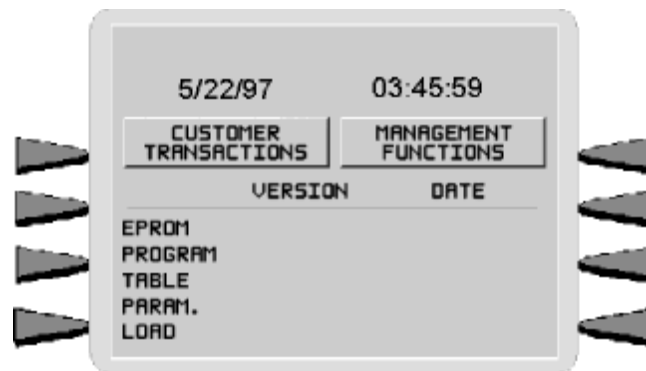 5/22/97 03:45:59
CUSTOMER MANAGEMENT
TRANSACTIONS FUNCTIONS
VERSION DATE
EPROM
PROGRAM
TABLE
PARAM.
LOAD